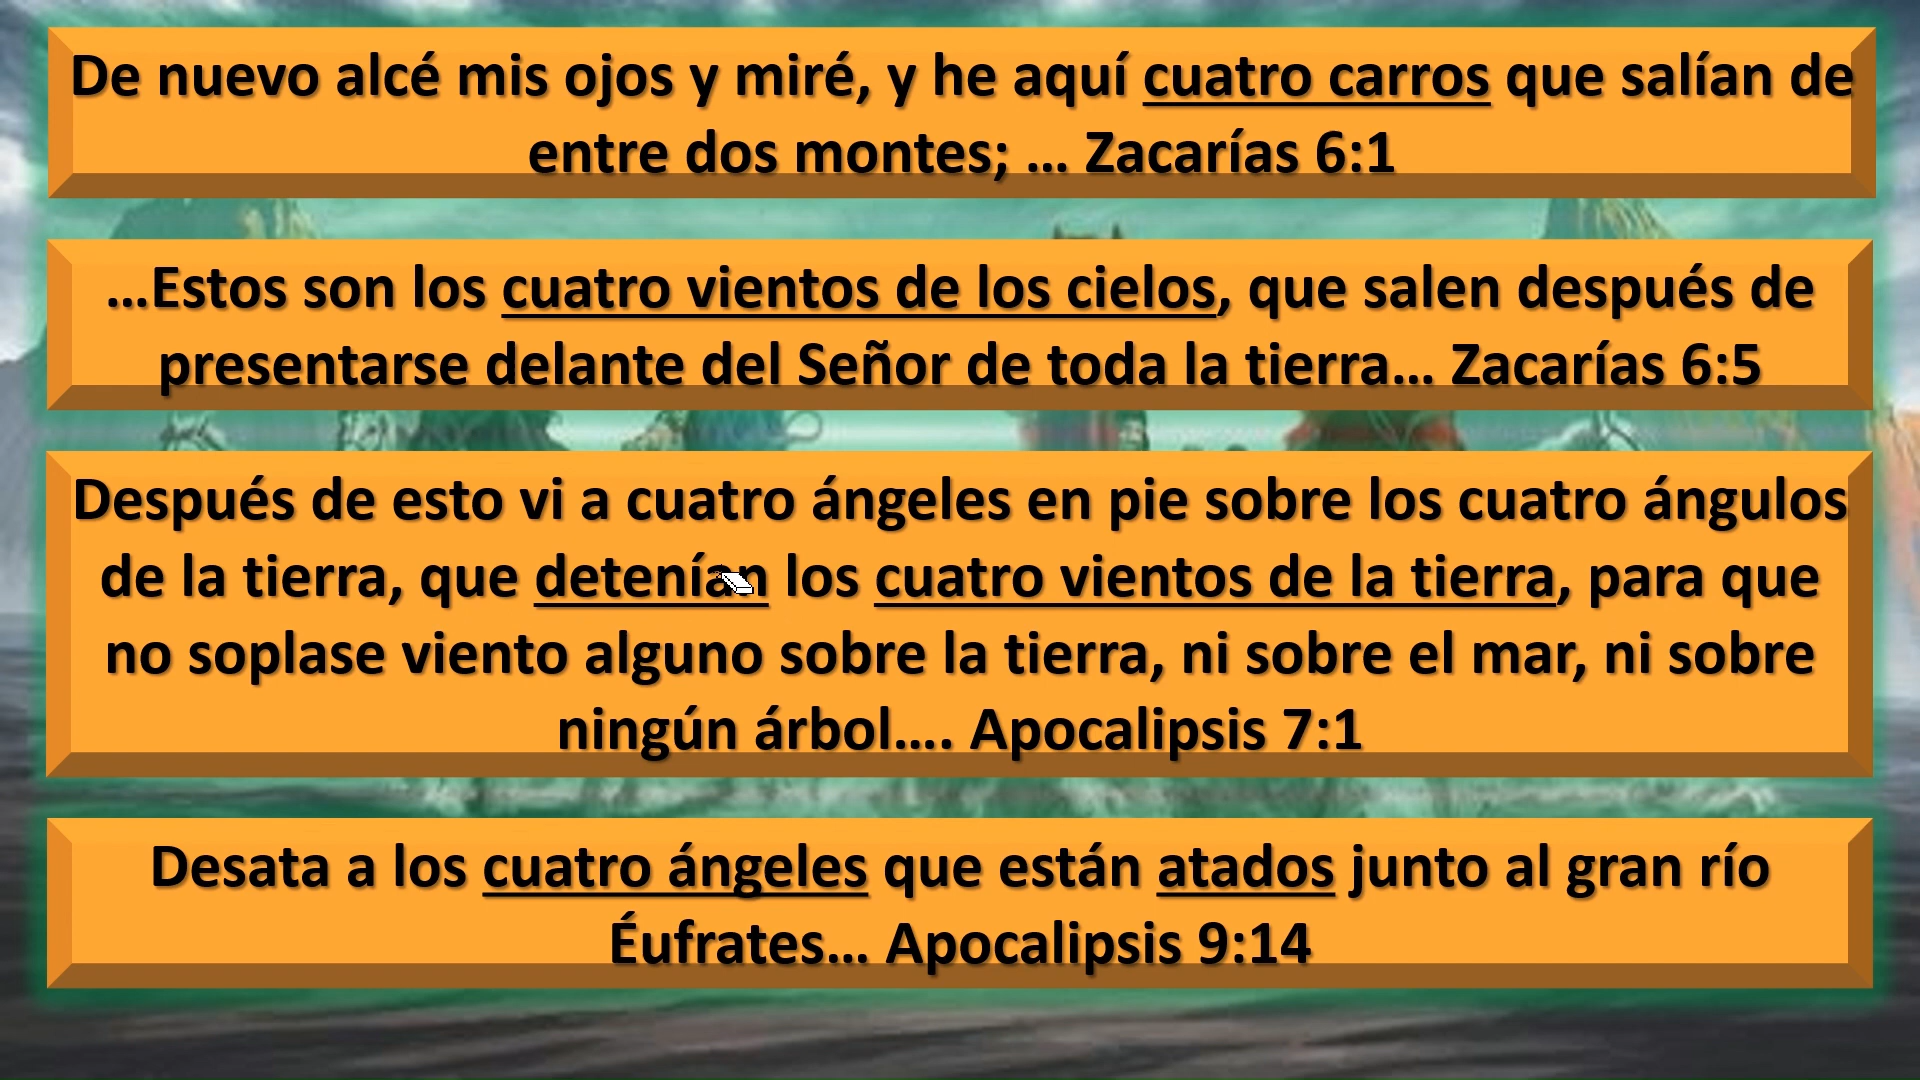 De nuevo alcé mis ojos y miré, y he aquí cuatro carros que salían de
entre dos montes; … Zacarías 6:1
…Estos son los cuatro vientos de los cielos, que salen después de
presentarse delante del Señor de toda la tierra… Zacarías 6:5
Después de esto vi a cuatro ángeles en pie sobre los cuatro ángulos
de la tierra, que detenían los cuatro vientos de la tierra, para que
no soplase viento alguno sobre la tierra, ni sobre el mar, ni sobre
ningún árbol…. Apocalipsis 7:1
Desata a los cuatro ángeles que están atados junto al gran río
Éufrates… Apocalipsis 9:14